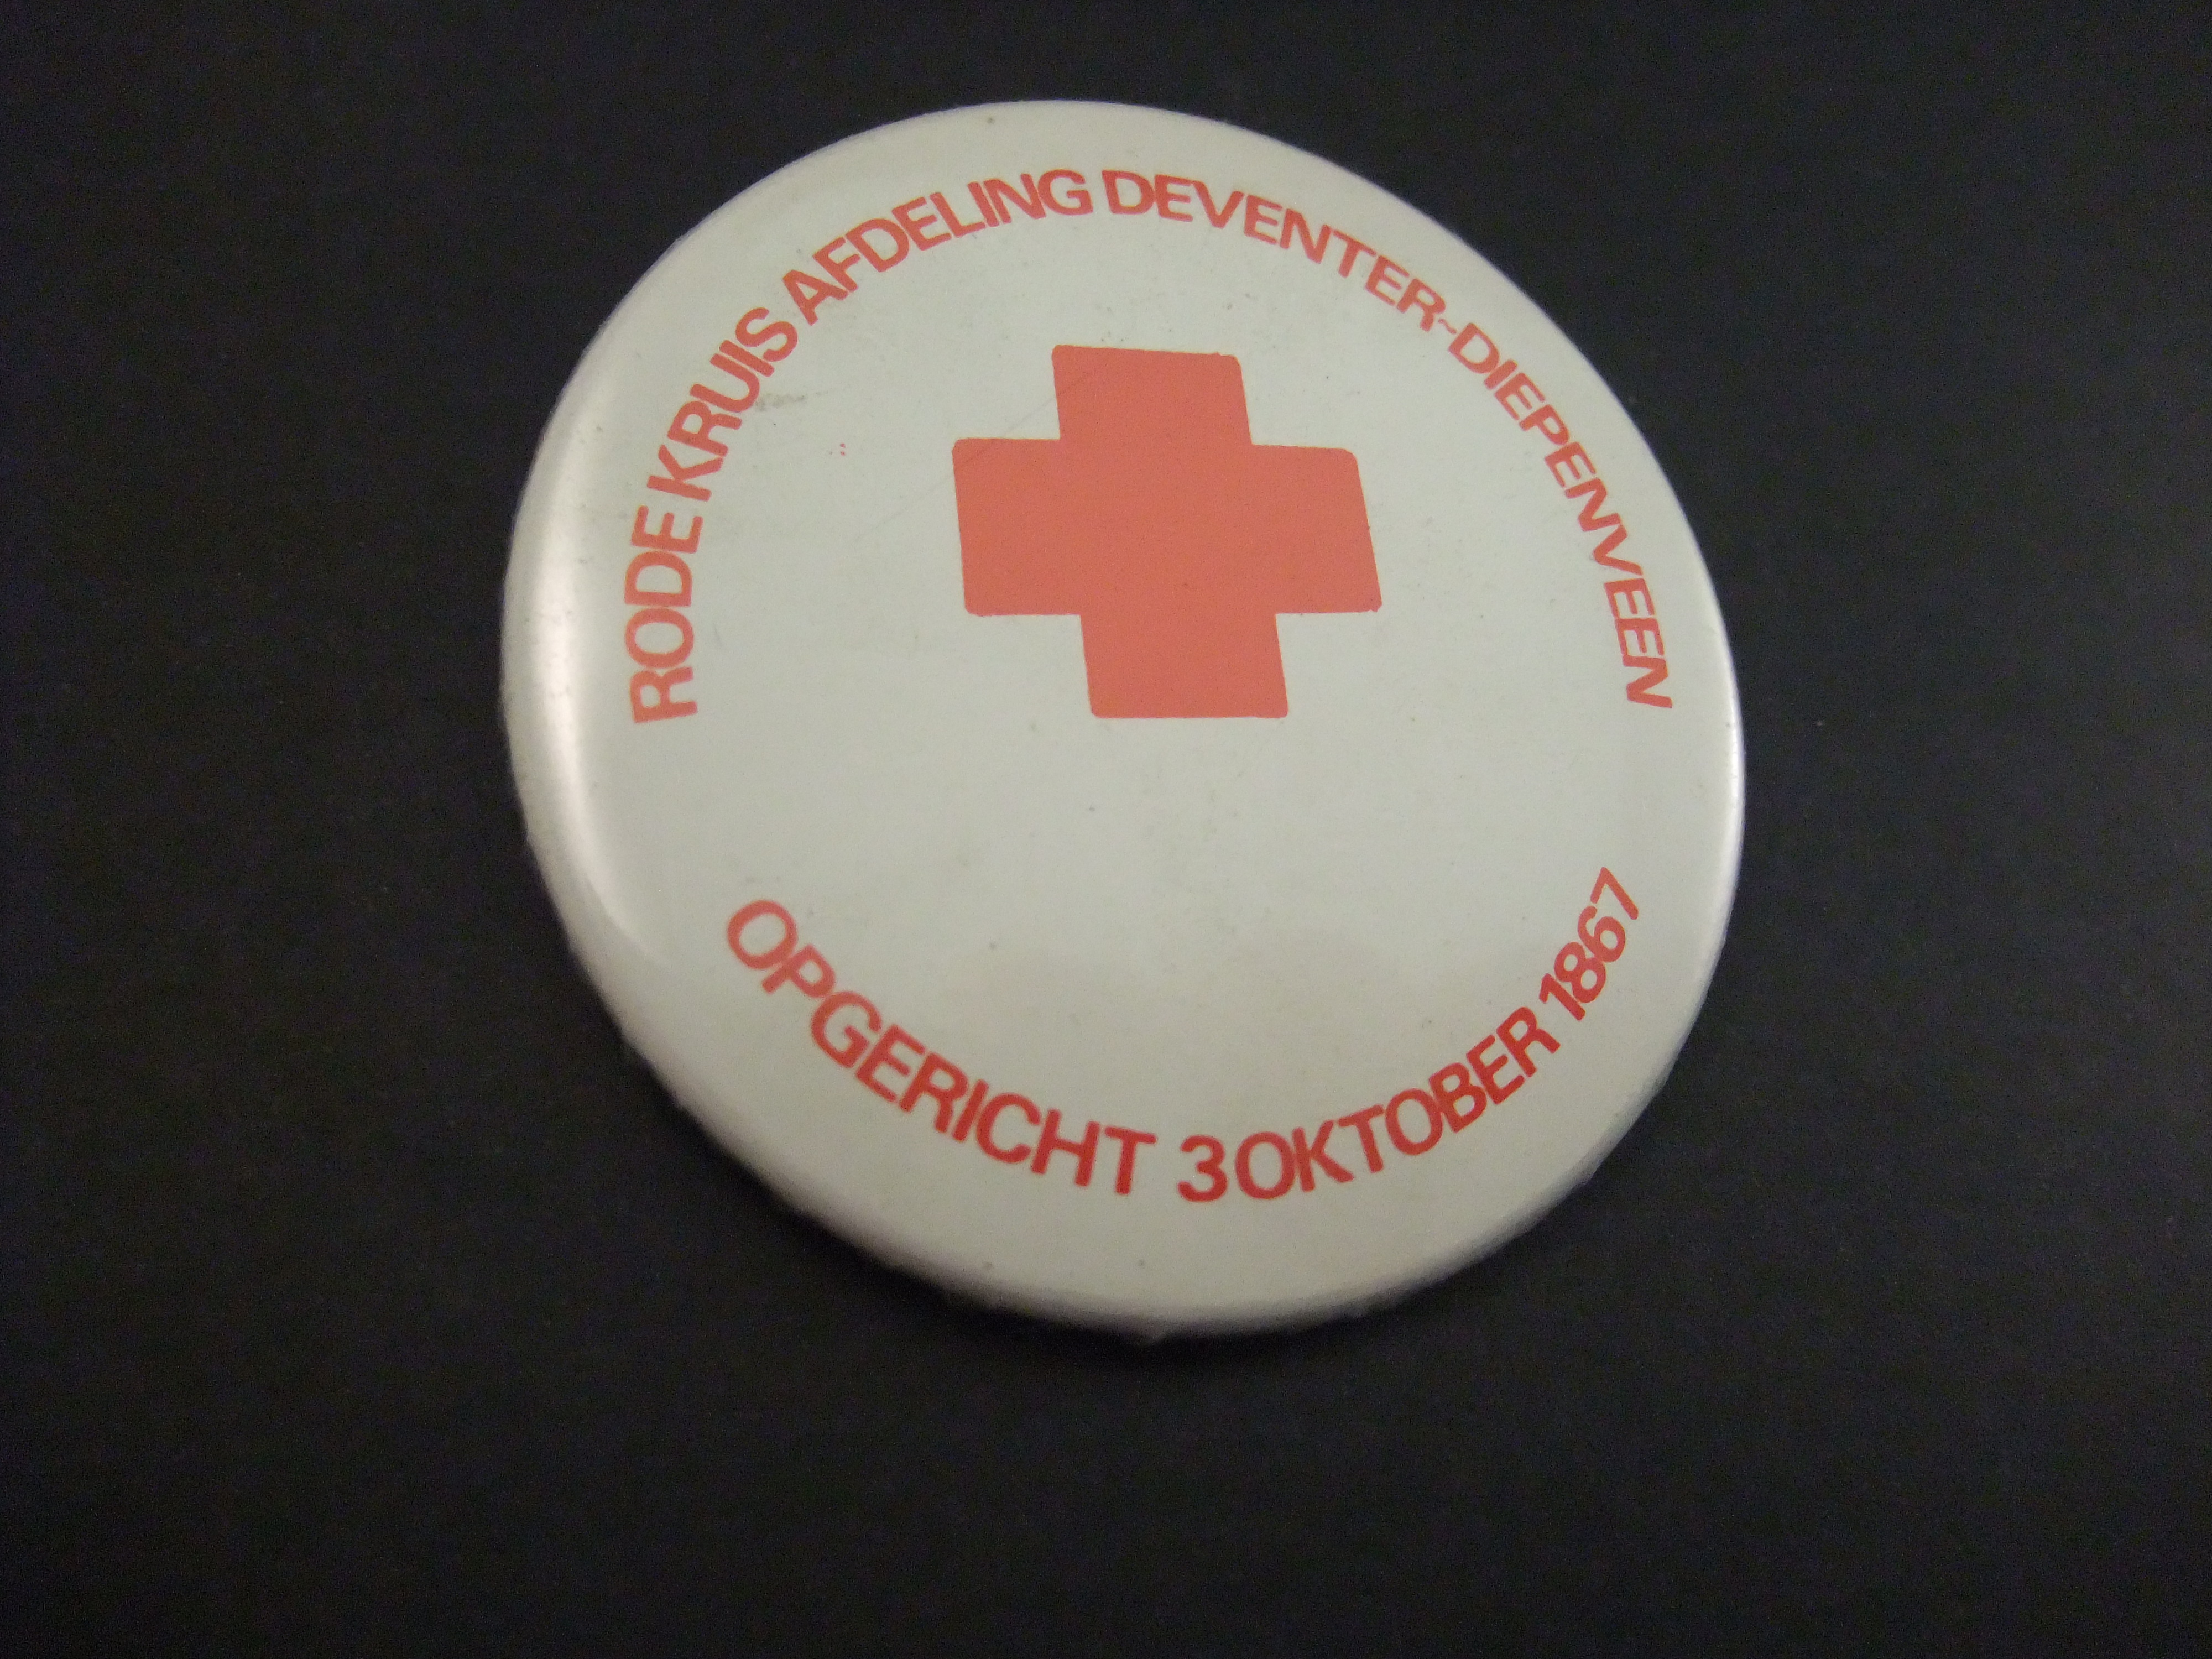 RODE KRUIS AFDELING DEVENTER~DIEPENVEEN
OPGERICHT 3 OKTOBER 1867